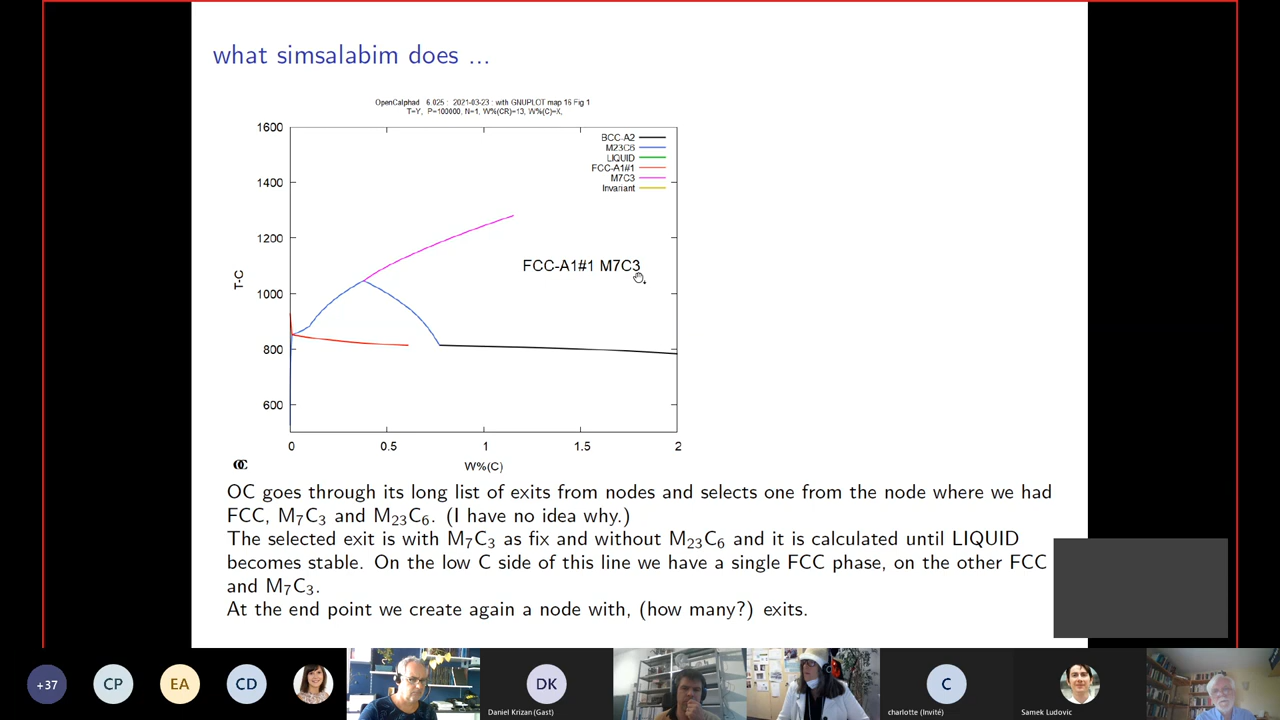 what simsalabim does ...
OpenCalphad 6.025 : 2021-03-23 : with GNUPLOT map 16 Fig 1
T=Y, P=100000, N=1, W%(CR)=13, W%(C)=X,
1600
1400
1200
1000
800
600
T-C
BCC-A2
M23C6
LIQUID
FCC-A1#1
M7C3
Invariant
FCC-A1#1 M7C3
0 0.5 1 1.5 2
W%(C)
OC
OC goes through its long list of exits from nodes and selects one from the node where we had
FCC, M₇C₃ and M₂₃C₆. (I have no idea why.)
The selected exit is with M₇C₃ as fix and without M₂₃C₆ and it is calculated until LIQUID
becomes stable. On the low C side of this line we have a single FCC phase, on the other FCC
and M₇C₃.
At the end point we create again a node with, (how many?) exits.
+37
CP
EA
CD
DK
Daniel Krizan (Gast)
C
charlotte (Invité)
Samek Ludovic